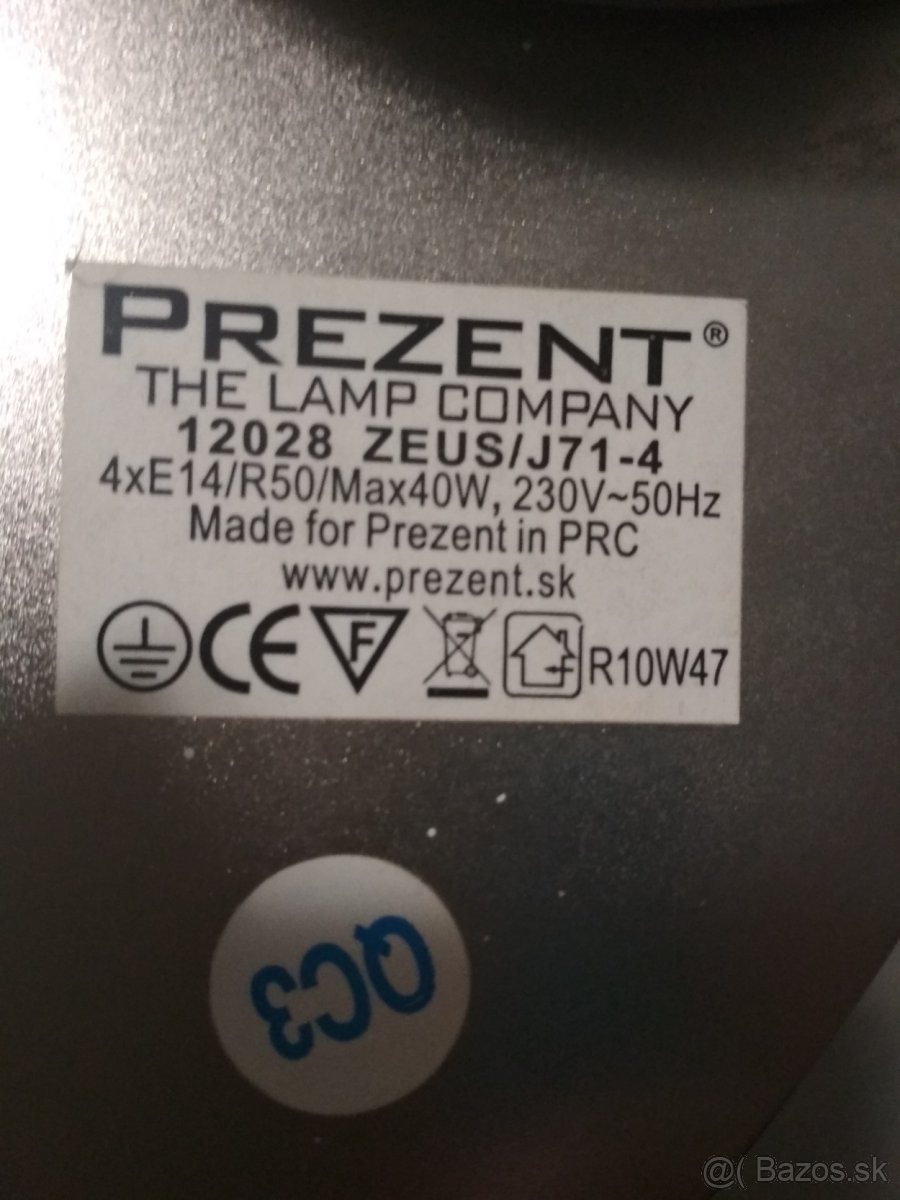 PREZENT®
THE LAMP COMPANY
12028 ZEUS/J71-4
4xE14/R50/Max40W, 230V~50Hz
Made for Prezent in PRC
www.prezent.sk
CE F R10W47
QC3
@( Bazos.sk